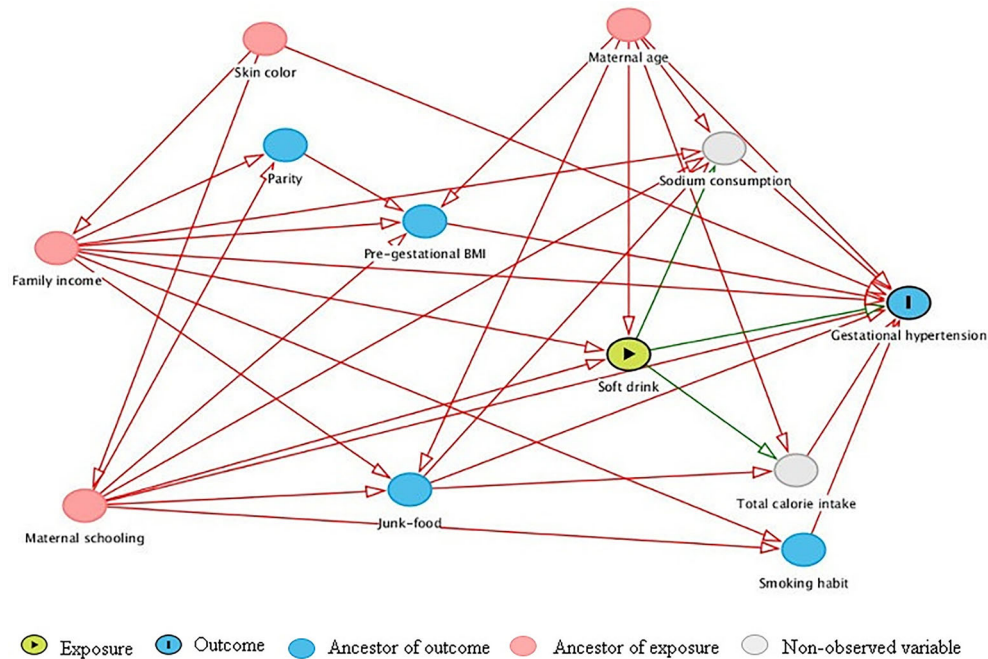 Skin color
Maternal age
Parity
Sodium consumption
Pre-gestational BMI
Family income
Gestational hypertension
Soft drink
Total calorie intake
Junk-food
Maternal schooling
Smoking habit
Exposure
Outcome
Ancestor of outcome
Ancestor of exposure
Non-observed variable